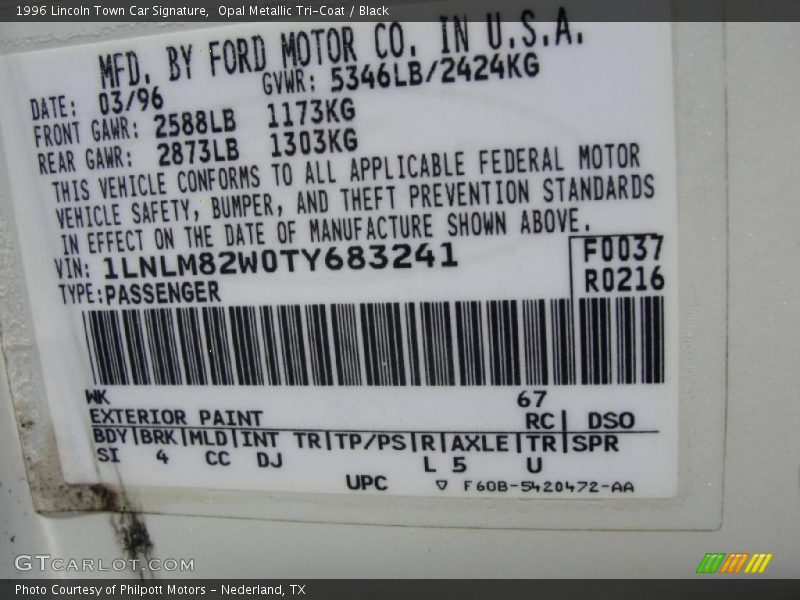 1996 Lincoln Town Car Signature,  Opal Metallic Tri-Coat / Black
MFD. BY FORD MOTOR CO. IN U.S.A.
DATE: 03/96 GVWR: 5346LB/2424KG
FRONT GAWR: 2588LB 1173KG
REAR GAWR: 2873LB 1303KG
THIS VEHICLE CONFORMS TO ALL APPLICABLE FEDERAL MOTOR
VEHICLE SAFETY, BUMPER, AND THEFT PREVENTION STANDARDS
IN EFFECT ON THE DATE OF MANUFACTURE SHOWN ABOVE.
VIN: 1LNLM82W0TY683241 F0037
TYPE: PASSENGER R0216
WK 67
EXTERIOR PAINT RC DSO
BDY BRK MLD INT TR TP/PS R AXLE TR SPR
SI 4 CC DJ L 5 U
UPC ▽ F60B-5420472-AA
GTCARLOT.COM
Photo Courtesy of Philpott Motors - Nederland, TX